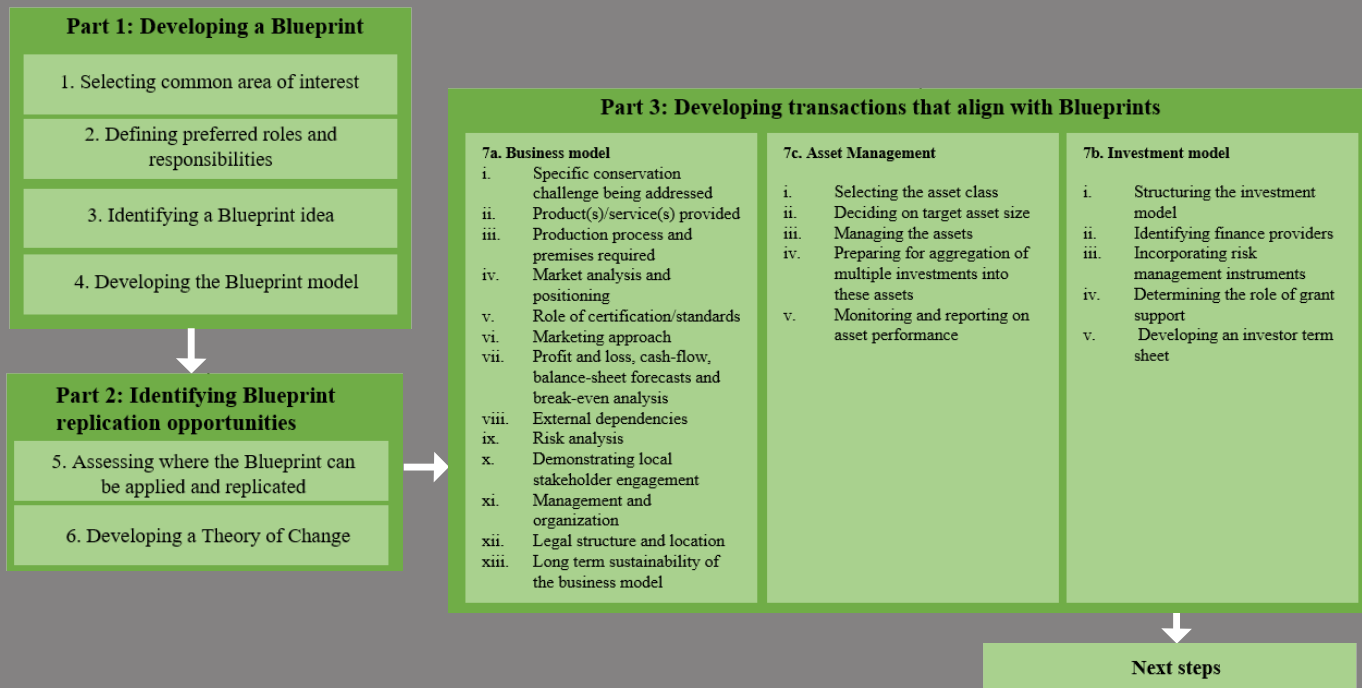 Part 1: Developing a Blueprint
1. Selecting common area of interest
2. Defining preferred roles and
responsibilities
3. Identifying a Blueprint idea
4. Developing the Blueprint model
Part 2: Identifying Blueprint
replication opportunities
5. Assessing where the Blueprint can
be applied and replicated
6. Developing a Theory of Change
Part 3: Developing transactions that align with Blueprints
7a. Business model
i. Specific conservation
challenge being addressed
ii. Product(s)/service(s) provided
iii. Production process and
premises required
iv. Market analysis and
positioning
v. Role of certification/standards
vi. Marketing approach
vii. Profit and loss, cash-flow,
balance-sheet forecasts and
break-even analysis
viii. External dependencies
ix. Risk analysis
x. Demonstrating local
stakeholder engagement
xi. Management and
organization
xii. Legal structure and location
xiii. Long term sustainability of
the business model
7c. Asset Management
i. Selecting the asset class
ii. Deciding on target asset size
iii. Managing the assets
iv. Preparing for aggregation of
multiple investments into
these assets
v. Monitoring and reporting on
asset performance
7b. Investment model
i. Structuring the investment
model
ii. Identifying finance providers
iii. Incorporating risk
management instruments
iv. Determining the role of grant
support
v. Developing an investor term
sheet
Next steps